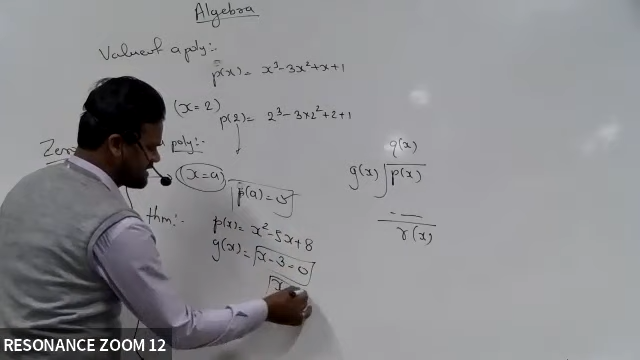 Algebra
Value of a poly:-
p(x) = x³-3x²+x+1
(x=2)
p(2) = 2³-3×2²+2+1
poly:-
(x=a)
p(a)=0
thm:-
p(x)= x²-5x+8
g(x)= x-3=0
x
q(x)
g(x) p(x)
r(x)
RESONANCE ZOOM 12